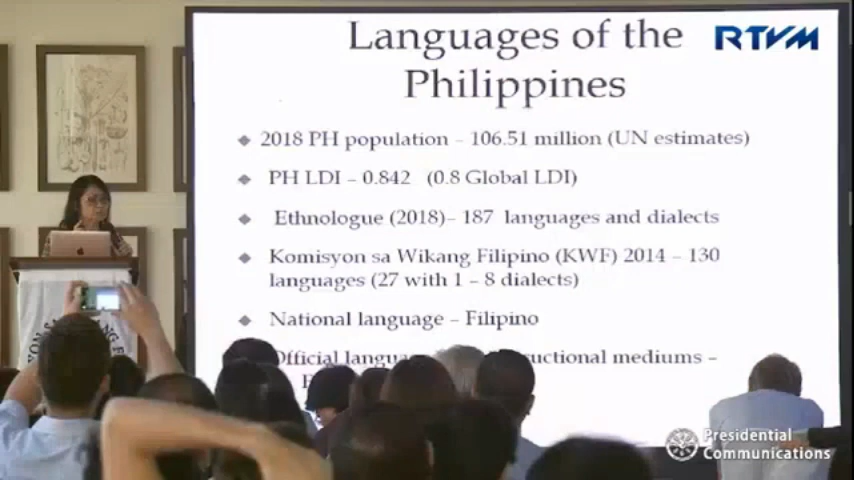 Languages of the
Philippines
RTVM
2018 PH population – 106.51 million (UN estimates)
PH LDI – 0.842 (0.8 Global LDI)
Ethnologue (2018)– 187 languages and dialects
Komisyon sa Wikang Filipino (KWF) 2014 – 130
languages (27 with 1 – 8 dialects)
National language – Filipino
Official mediums –
Presidential
Communications